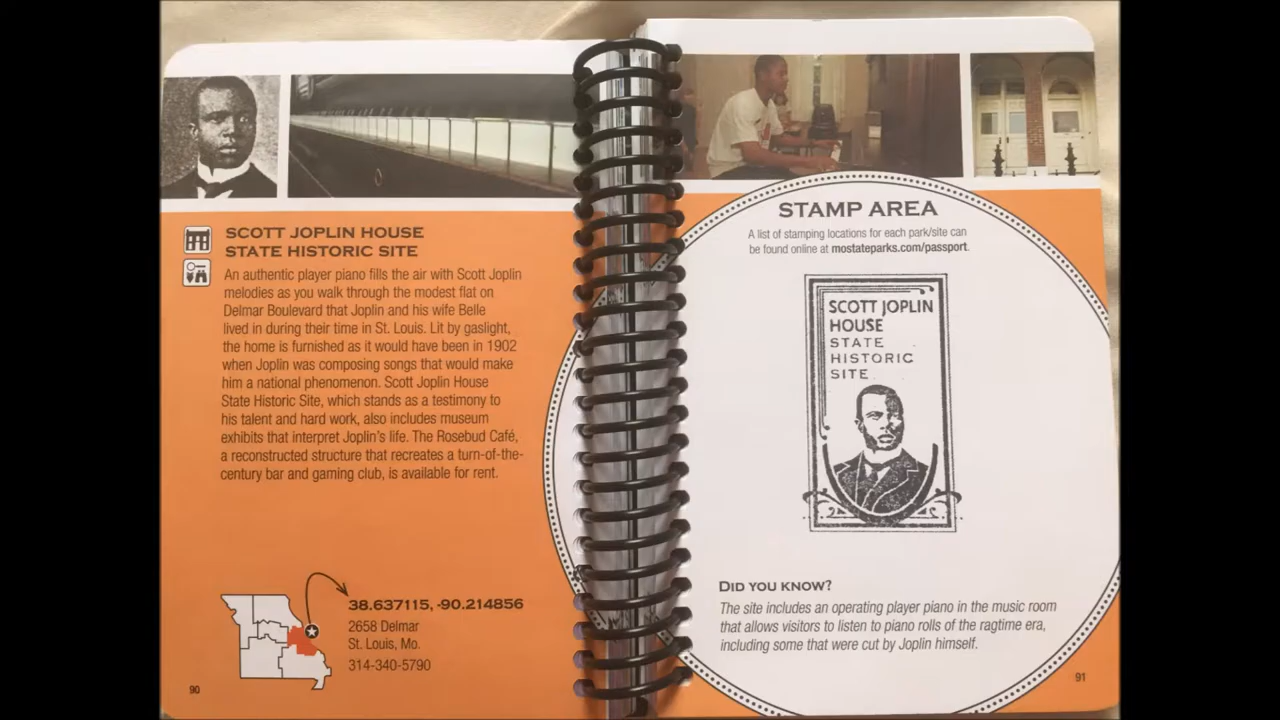 SCOTT JOPLIN HOUSE
STATE HISTORIC SITE
An authentic player piano fills the air with Scott Joplin
melodies as you walk through the modest flat on
Delmar Boulevard that Joplin and his wife Belle
lived in during their time in St. Louis. Lit by gaslight,
the home is furnished as it would have been in 1902
when Joplin was composing songs that would make
him a national phenomenon. Scott Joplin House
State Historic Site, which stands as a testimony to
his talent and hard work, also includes museum
exhibits that interpret Joplin's life. The Rosebud Café,
a reconstructed structure that recreates a turn-of-the-
century bar and gaming club, is available for rent.
38.637115, -90.214856
2658 Delmar
St. Louis, Mo.
314-340-5790
90
STAMP AREA
A list of stamping locations for each park/site can
be found online at mostateparks.com/passport.
SCOTT JOPLIN
HOUSE
STATE
HISTORIC
SITE
DID YOU KNOW?
The site includes an operating player piano in the music room
that allows visitors to listen to piano rolls of the ragtime era,
including some that were cut by Joplin himself.
91